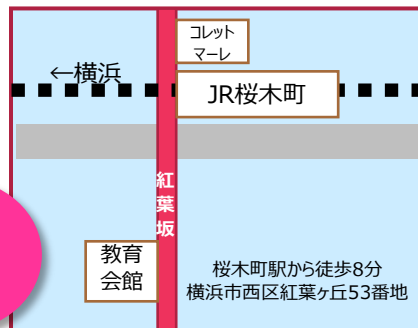 コレット
マーレ
←横浜
JR桜木町
紅葉坂
教育
会館
桜木町駅から徒歩8分
横浜市西区紅葉ヶ丘53番地